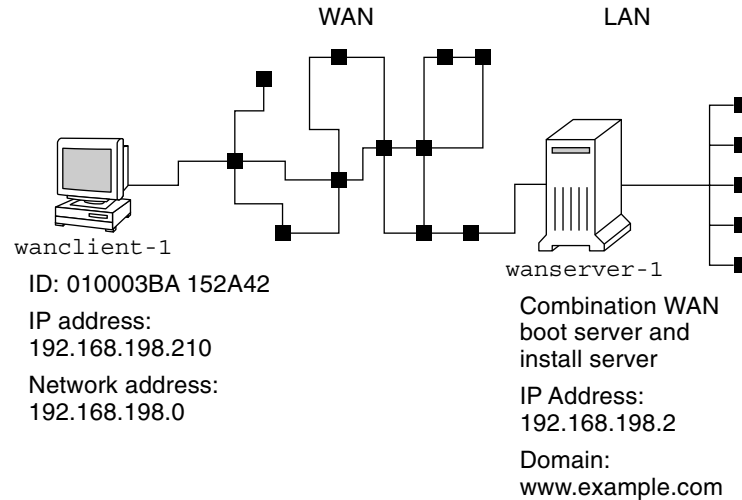 WAN
LAN
wanclient-1
ID: 010003BA 152A42
IP address:
192.168.198.210
Network address:
192.168.198.0
wanserver-1
Combination WAN
boot server and
install server
IP Address:
192.168.198.2
Domain:
www.example.com